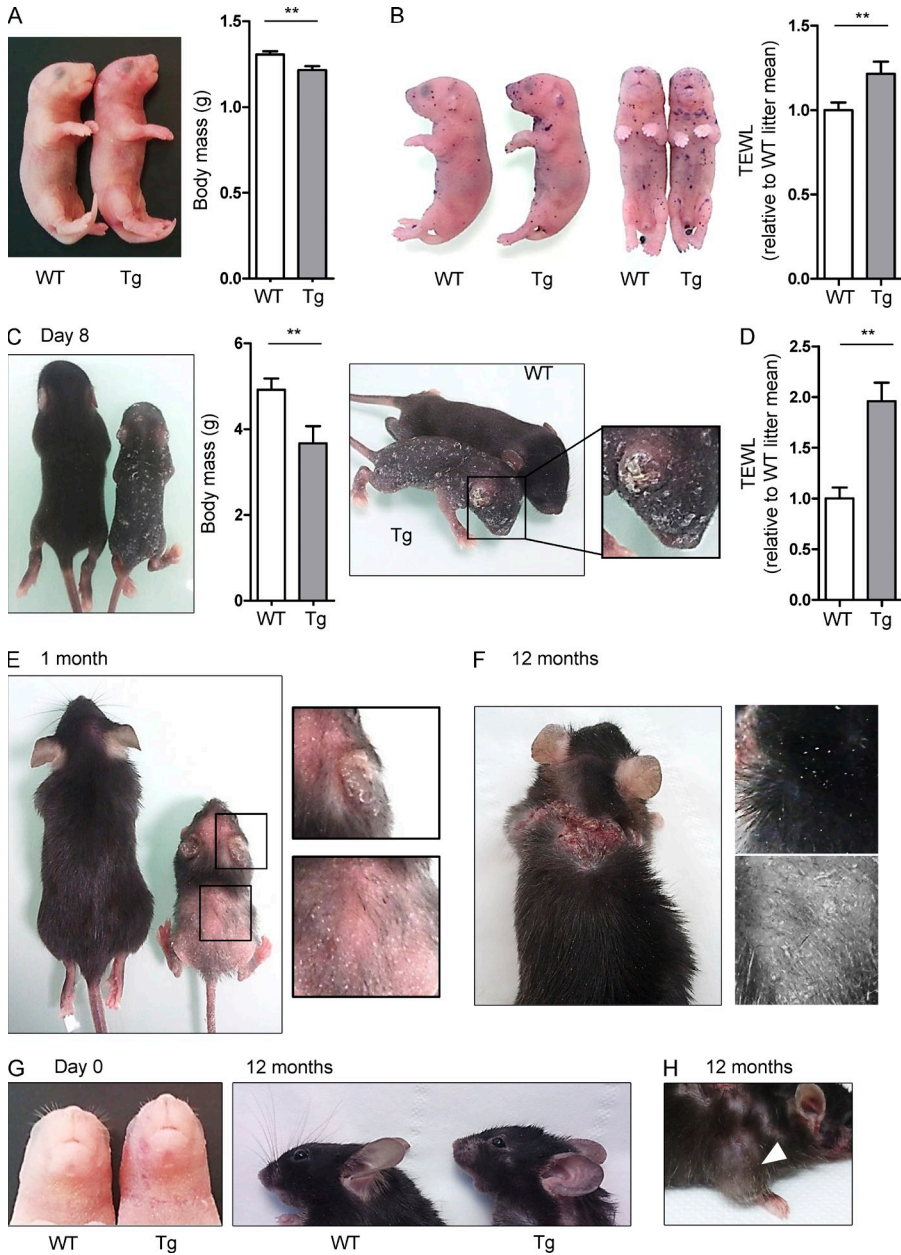 A
**
Body mass (g)
1.5
1.0
1.5
0.0
WT
Tg
WT
Tg
B
WT
Tg
WT
Tg
**
TEWL
(relative to WT litter mean)
1.5
1.0
0.5
0.0
WT
Tg
C
Day 8
**
Body mass (g)
6
4
2
0
WT
Tg
WT
Tg
D
**
TEWL
(relative to WT litter mean)
2.5
2.0
1.0
0.5
0.0
WT
Tg
E
1 month
F
12 months
G
Day 0
WT
Tg
12 months
WT
Tg
H
12 months